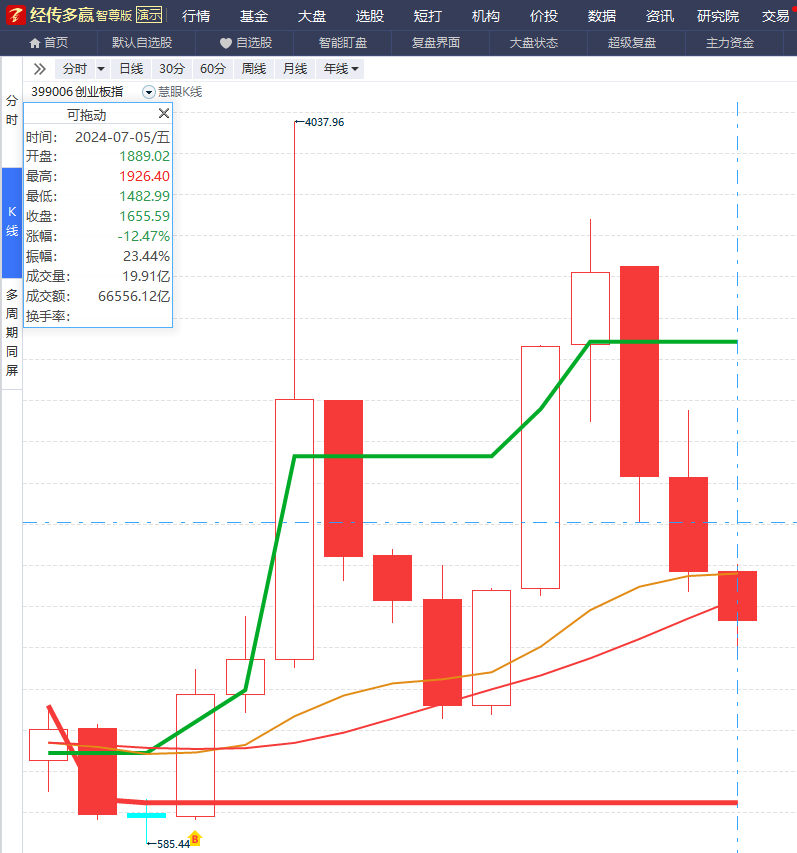 经传多赢 智尊版 演示 行情 基金 大盘 选股 短打 机构 价投 数据 资讯 研究院 交易
首页 默认自选股 自选股 智能盯盘 复盘界面 大盘状态 超级复盘 主力资金
分时 日线 30分 60分 周线 月线 年线
399006 创业板指 慧眼K线
分时
K线
多周期同屏
可拖动
时间: 2024-07-05/五
开盘: 1889.02
最高: 1926.40
最低: 1482.99
收盘: 1655.59
涨幅: -12.47%
振幅: 23.44%
成交量: 19.91亿
成交额: 66556.12亿
换手率:
4037.96
585.44
B